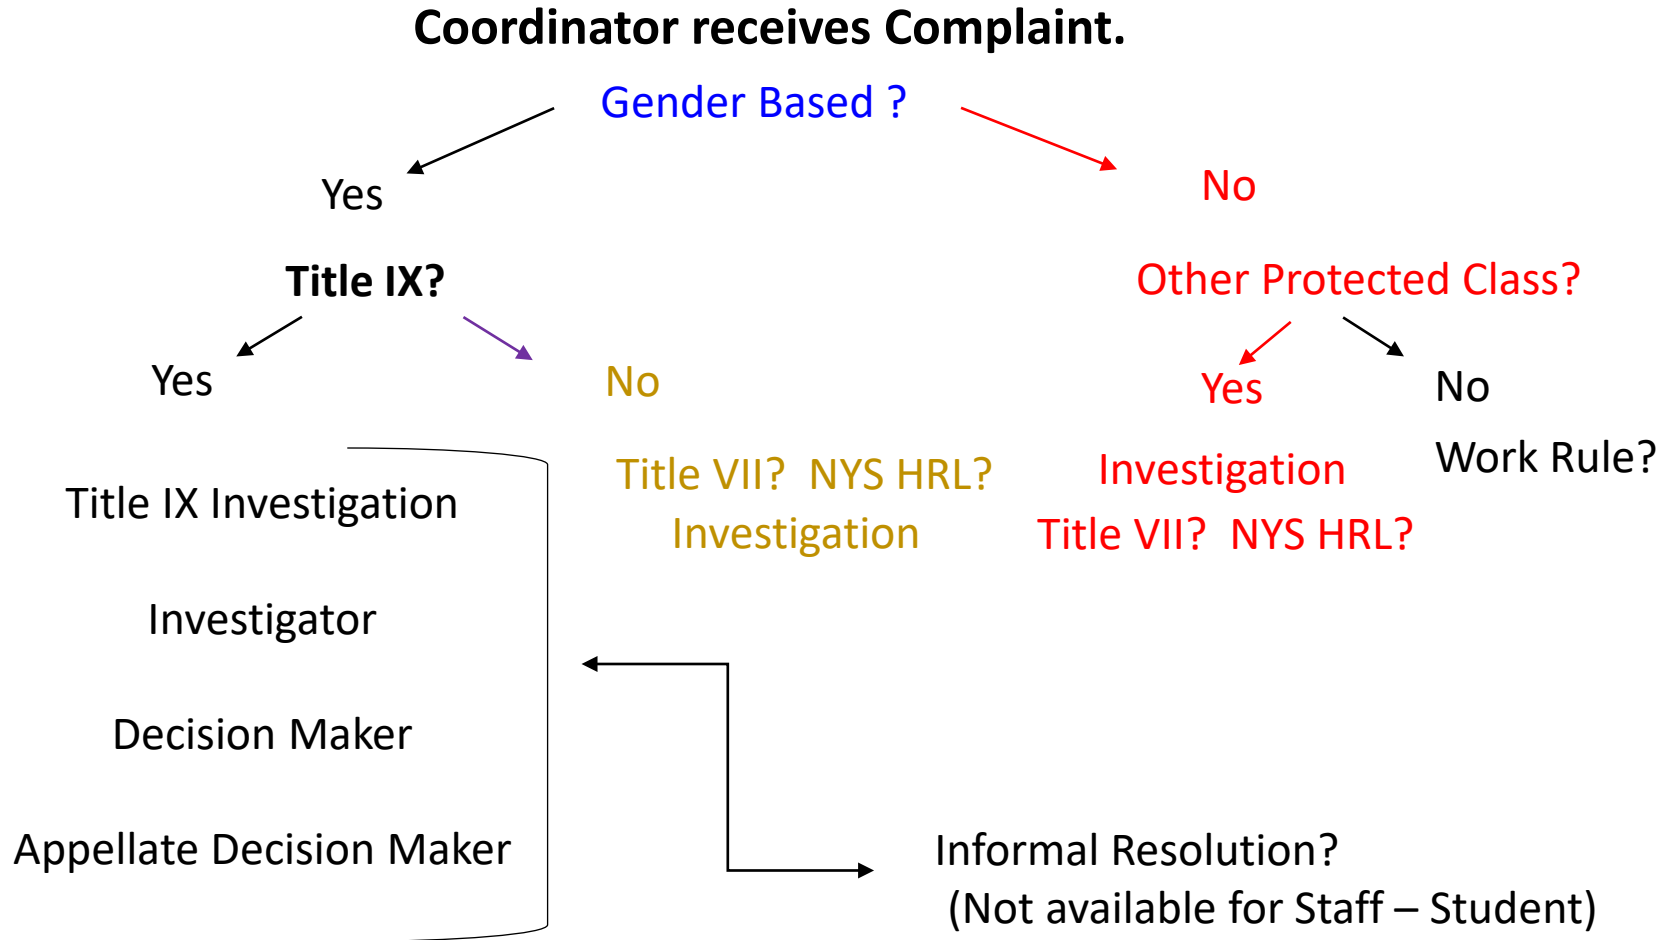 Coordinator receives Complaint.
Gender Based ?
Yes
No
Title IX?
Other Protected Class?
Yes
No
Yes
No
Title IX Investigation
Title VII? NYS HRL?
Investigation
Investigation
Title VII? NYS HRL?
Work Rule?
Investigator
Decision Maker
Appellate Decision Maker
Informal Resolution?
(Not available for Staff – Student)